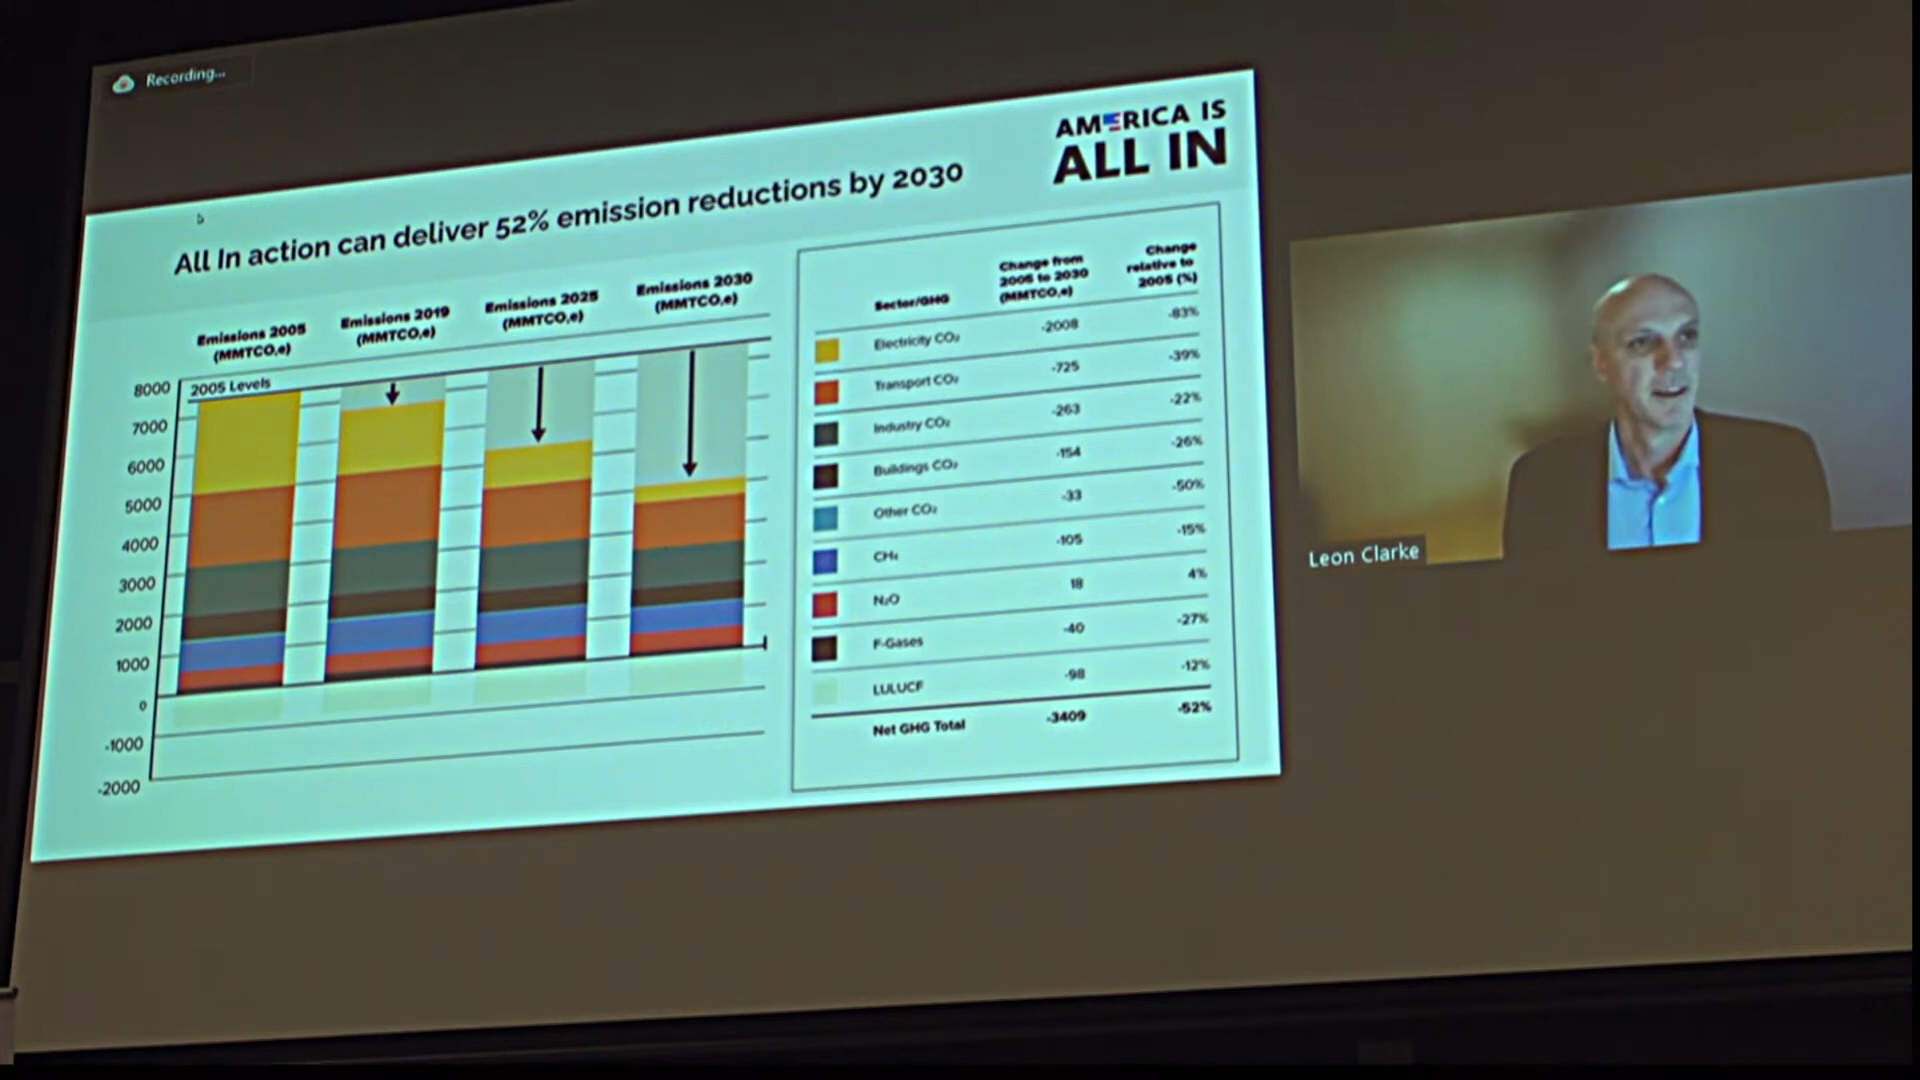 Recording...
AMERICA IS
ALL IN
All In action can deliver 52% emission reductions by 2030
Emissions 2005
(MMTCO₂e)
Emissions 2019
(MMTCO₂e)
Emissions 2025
(MMTCO₂e)
Emissions 2030
(MMTCO₂e)
8000
7000
6000
5000
4000
3000
2000
1000
0
-1000
-2000
2005 Levels
Sector/GHG
Change from
2005 to 2030
(MMTCO₂e)
Change
relative to
2005 (%)
Electricity CO₂ -2008 -83%
Transport CO₂ -725 -39%
Industry CO₂ -263 -22%
Buildings CO₂ -154 -26%
Other CO₂ -33 -50%
CH₄ -105 -15%
N₂O 18 4%
F-Gases -40 -27%
LULUCF -98 -12%
Net GHG Total -3409 -52%
Leon Clarke